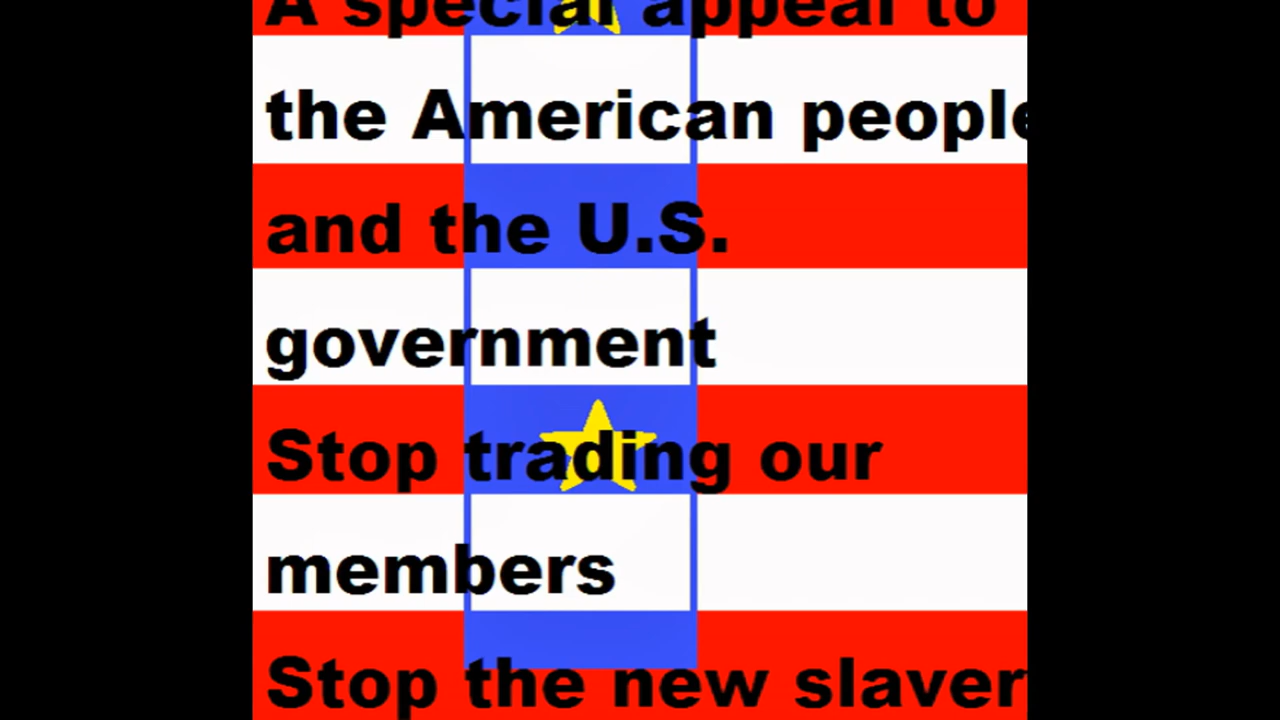 A special appeal to
the American people
and the U.S.
government
Stop trading our
members
Stop the new slaver